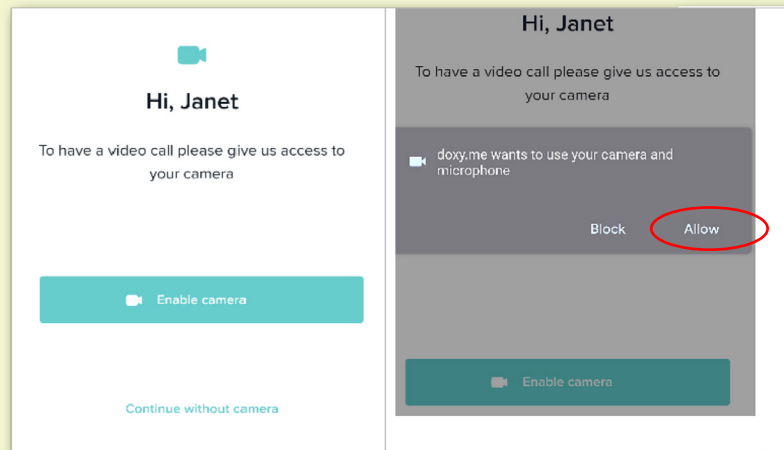 Hi, Janet
To have a video call please give us access to
your camera
Enable camera
Continue without camera
Hi, Janet
To have a video call please give us access to
your camera
doxy.me wants to use your camera and
microphone
Block Allow
Enable camera